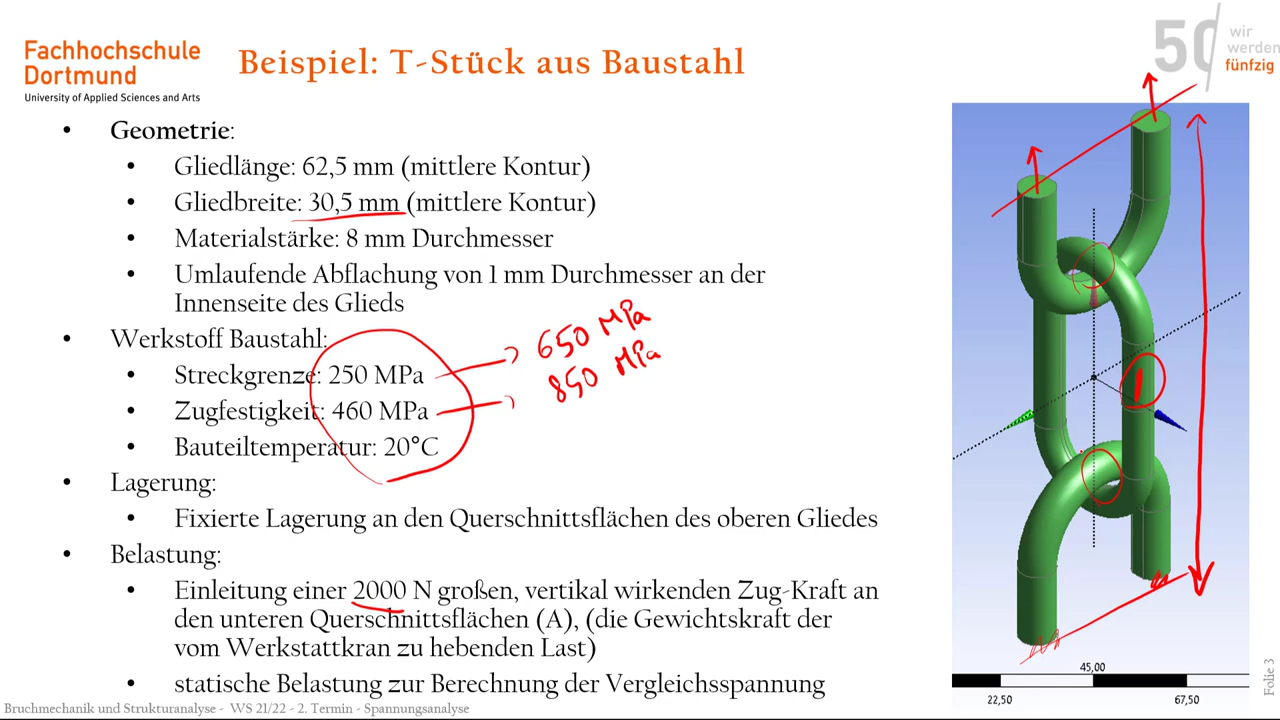 Fachhochschule
Dortmund
University of Applied Sciences and Arts
Beispiel: T-Stück aus Baustahl
50
wir
werden
fünfzig
• Geometrie:
• Gliedlänge: 62,5 mm (mittlere Kontur)
• Gliedbreite: 30,5 mm (mittlere Kontur)
• Materialstärke: 8 mm Durchmesser
• Umlaufende Abflachung von 1 mm Durchmesser an der
Innenseite des Glieds
• Werkstoff Baustahl:
• Streckgrenze: 250 MPa
650 MPa
• Zugfestigkeit: 460 MPa
850 MPa
• Bauteiltemperatur: 20°C
• Lagerung:
• Fixierte Lagerung an den Querschnittsflächen des oberen Gliedes
• Belastung:
• Einleitung einer 2000 N großen, vertikal wirkenden Zug-Kraft an
den unteren Querschnittsflächen (A), (die Gewichtskraft der
vom Werkstattkran zu hebenden Last)
• statische Belastung zur Berechnung der Vergleichsspannung
45,00
22,50
67,50
Folie 3
Bruchmechanik und Strukturanalyse - WS 21/22 - 2. Termin - Spannungsanalyse